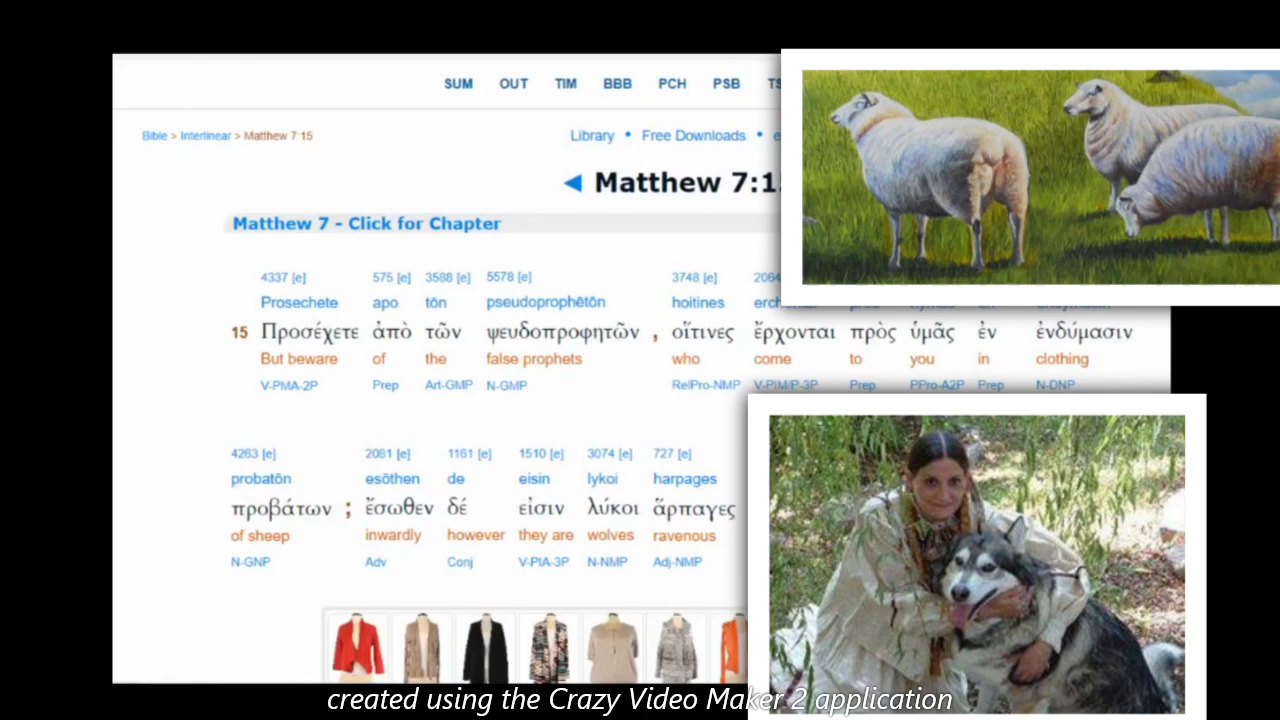 SUM OUT TIM BBB PCH PSB
Bible > Interlinear > Matthew 7:15
Library • Free Downloads •
◄ Matthew 7:15
Matthew 7 - Click for Chapter
4337 [e] 575 [e] 3588 [e] 5578 [e] 3748 [e] 2064
Prosechete apo tōn pseudoprophētōn hoitines
15 Προσέχετε ἀπὸ τῶν ψευδοπροφητῶν , οἵτινες ἔρχονται πρὸς ὑμᾶς ἐν ἐνδύμασιν
But beware of the false prophets who come to you in clothing
V-PMA-2P Prep Art-GMP N-GMP RelPro-NMP V-PIM/P-3P Prep PPro-A2P Prep N-DNP
4263 [e] 2081 [e] 1161 [e] 1510 [e] 3074 [e] 727 [e]
probatōn esōthen de eisin lykoi harpages
προβάτων ; ἔσωθεν δέ εἰσιν λύκοι ἅρπαγες
of sheep inwardly however they are wolves ravenous
N-GNP Adv Conj V-PIA-3P N-NMP Adj-NMP
created using the Crazy Video Maker 2 application